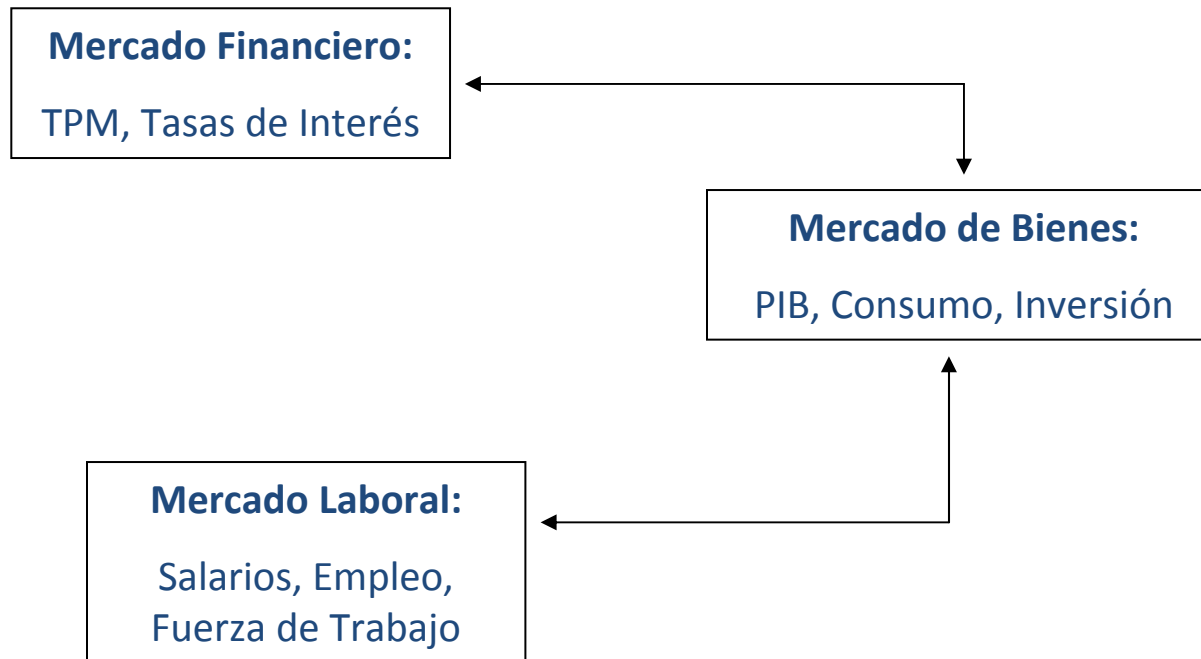 Mercado Financiero:
TPM, Tasas de Interés
Mercado de Bienes:
PIB, Consumo, Inversión
Mercado Laboral:
Salarios, Empleo,
Fuerza de Trabajo